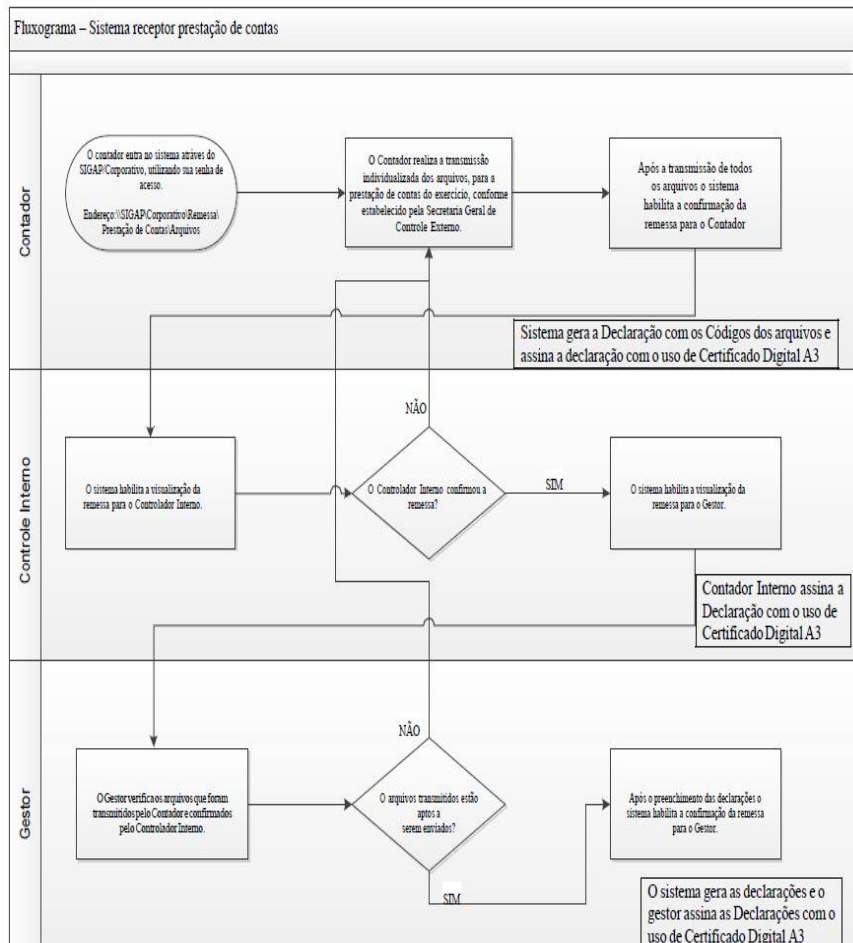 Fluxograma – Sistema receptor prestação de contas
Contador
O contador entra no sistema atráves do
SIGAP/Corporativo, utilizando sua senha de
acesso.
Endereço:\\SIGAP\Corporativo\Remessa\
Prestação de Contas\Arquivos
O Contador realiza a transmissão
individualizada dos arquivos, para a
prestação de contas do exercício, conforme
estabelecido pela Secretaria Geral de
Controle Externo.
Após a transmissão de todos
os arquivos o sistema
habilita a confirmação da
remessa para o Contador
Sistema gera a Declaração com os Códigos dos arquivos e
assina a declaração com o uso de Certificado Digital A3
Controle Interno
O sistema habilita a visualização da
remessa para o Controlador Interno.
NÃO
O Controlador Interno confirmou a
remessa?
SIM
O sistema habilita a visualização da
remessa para o Gestor.
Contador Interno assina a
Declaração com o uso de
Certificado Digital A3
Gestor
O Gestor verifica os arquivos que foram
transmitidos pelo Contador e confirmados
pelo Controlador Interno.
NÃO
O arquivos transmitidos estão
aptos a
serem enviados?
SIM
Após o preenchimento das declarações o
sistema habilita a confirmação da remessa
para o Gestor.
O sistema gera as declarações e o
gestor assina as Declarações com o
uso de Certificado Digital A3